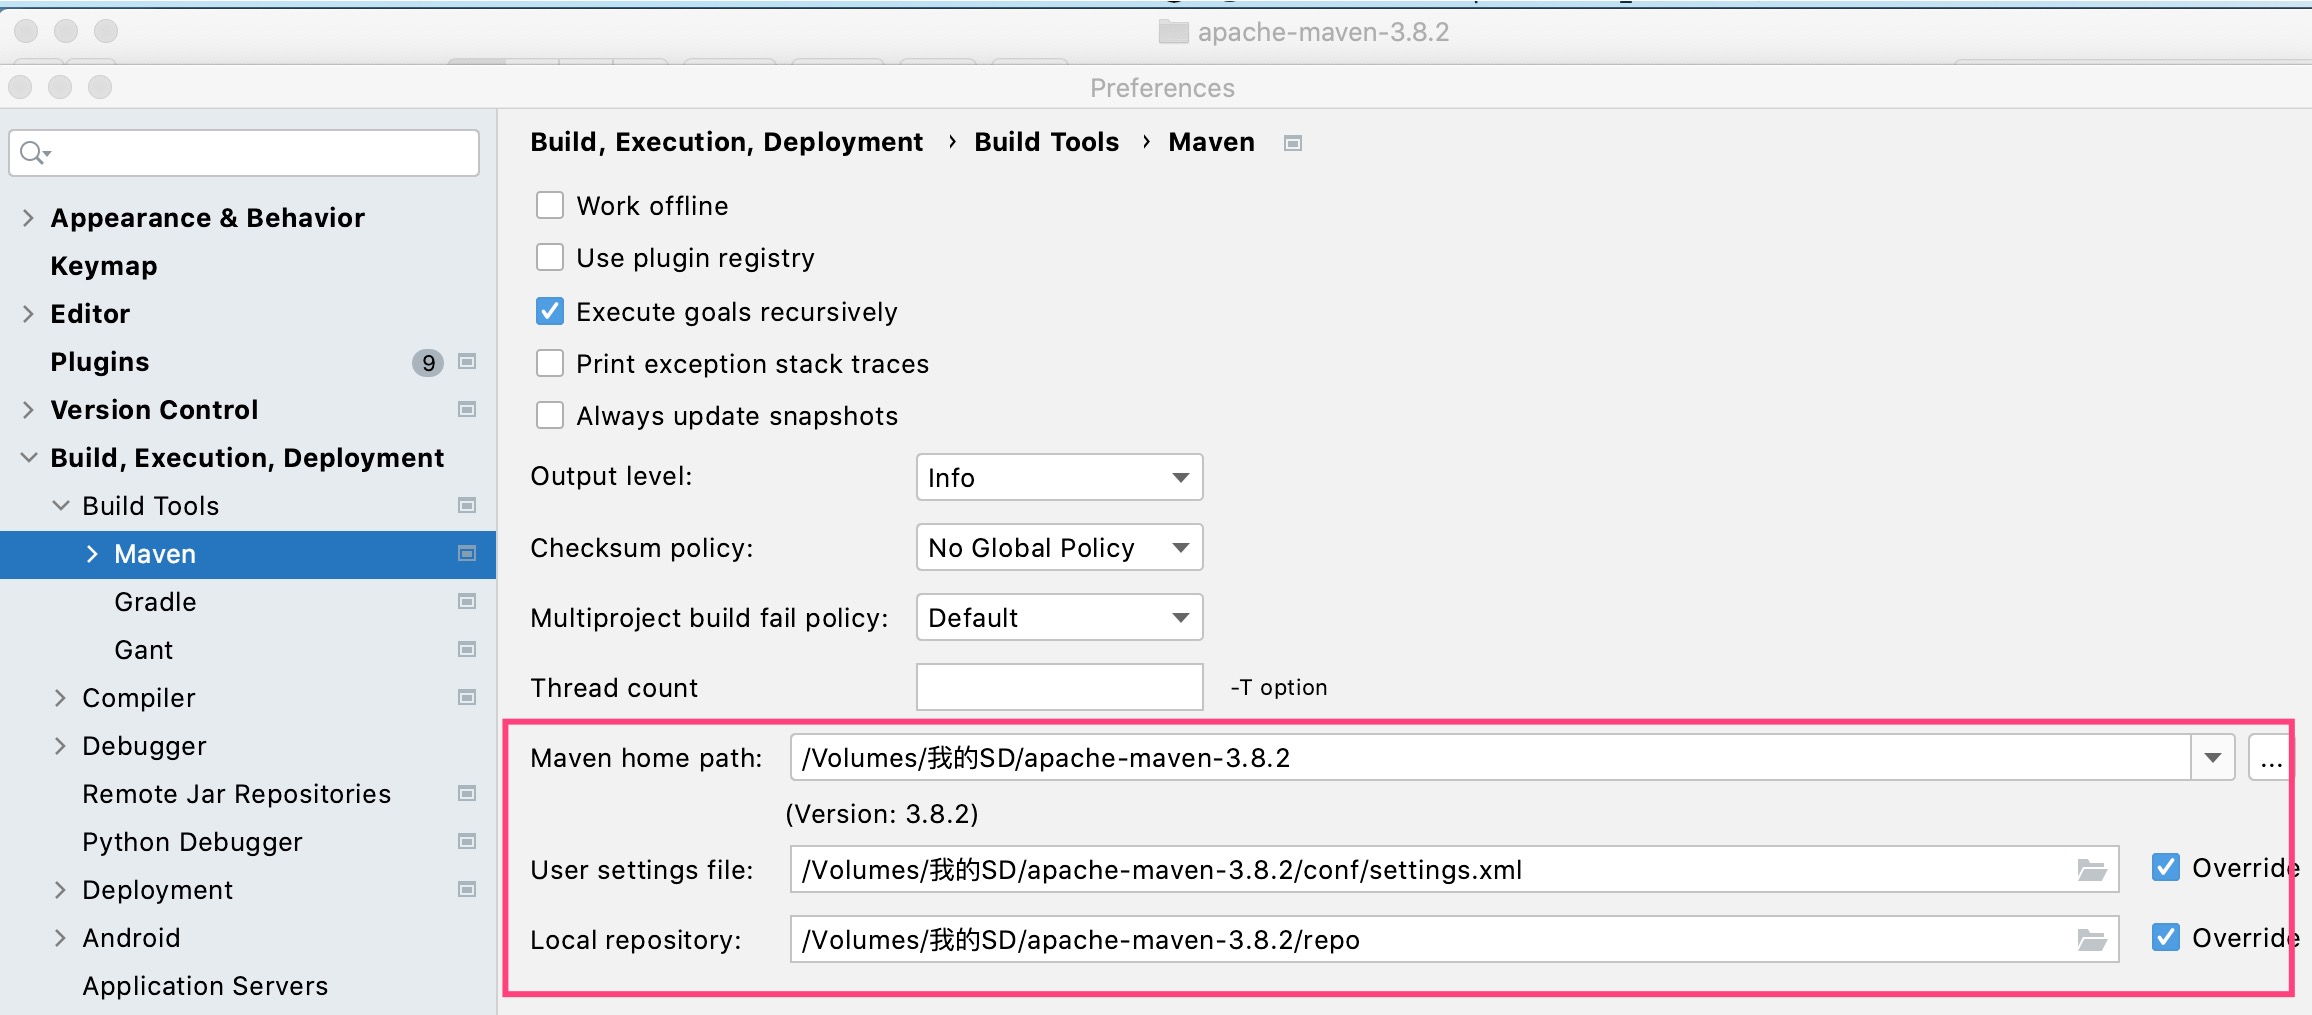 apache-maven-3.8.2
Preferences
Appearance & Behavior
Keymap
Editor
Plugins 9
Version Control
Build, Execution, Deployment
Build Tools
Maven
Gradle
Gant
Compiler
Debugger
Remote Jar Repositories
Python Debugger
Deployment
Android
Application Servers
Build, Execution, Deployment › Build Tools › Maven
Work offline
Use plugin registry
Execute goals recursively
Print exception stack traces
Always update snapshots
Output level: Info
Checksum policy: No Global Policy
Multiproject build fail policy: Default
Thread count -T option
Maven home path: /Volumes/我的SD/apache-maven-3.8.2 ...
(Version: 3.8.2)
User settings file: /Volumes/我的SD/apache-maven-3.8.2/conf/settings.xml Override
Local repository: /Volumes/我的SD/apache-maven-3.8.2/repo Override